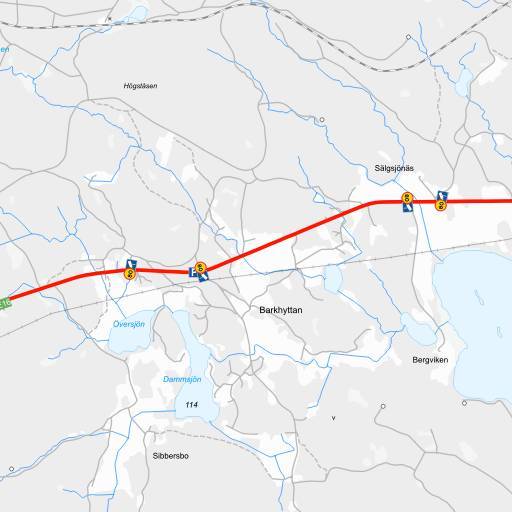 Högståsen
Sälgsjönäs
Översjön
Barkhyttan
Bergviken
Dammsjön
114
Sibbersbo